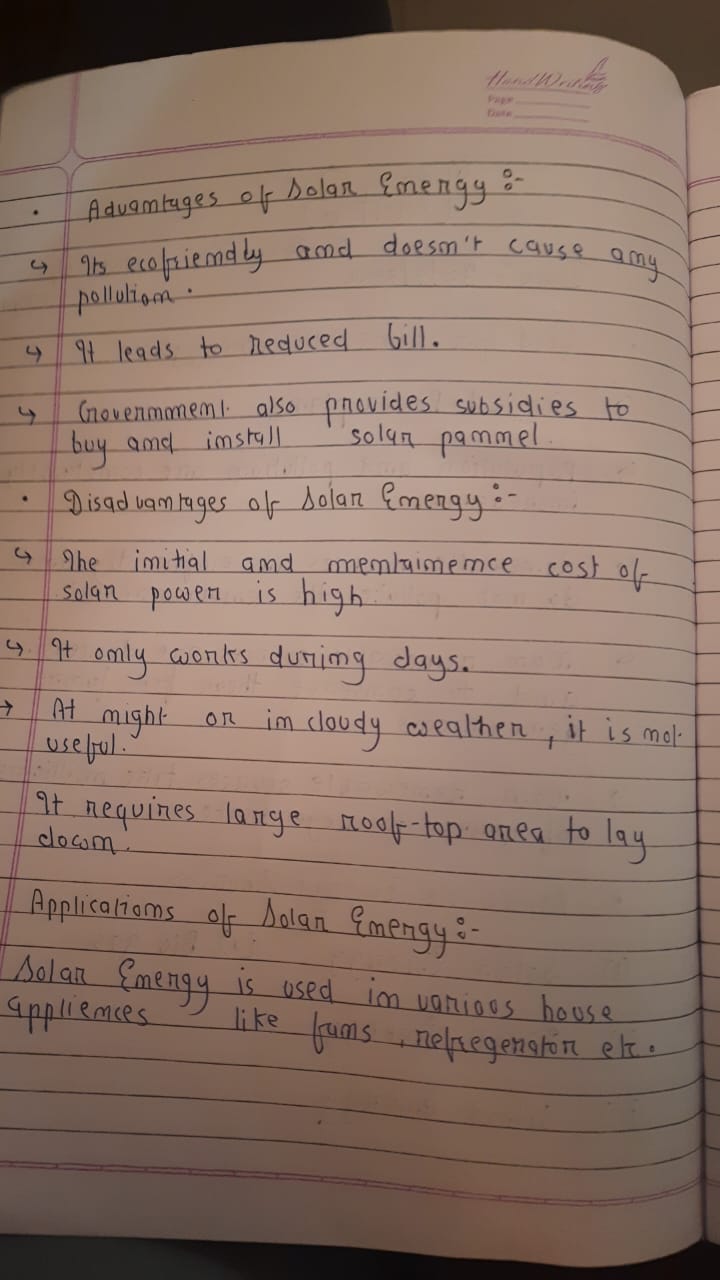 HandWriting
Page
Date
• Advantages of Solar Energy :-
↳ Its ecofriendly and doesn't cause any
pollution.
↳ It leads to reduced bill.
↳ Government also provides subsidies to
buy and install solar pannel.
• Disadvantages of Solar Energy :-
↳ The initial and mentainence cost of
solar power is high.
↳ It only works during days.
→ At night or in cloudy weather, it is not
useful.
It requires large roof-top area to lay
down.
Applications of Solar Energy :-
Solar Energy is used in various house
appliences like fans, refregerator etc.